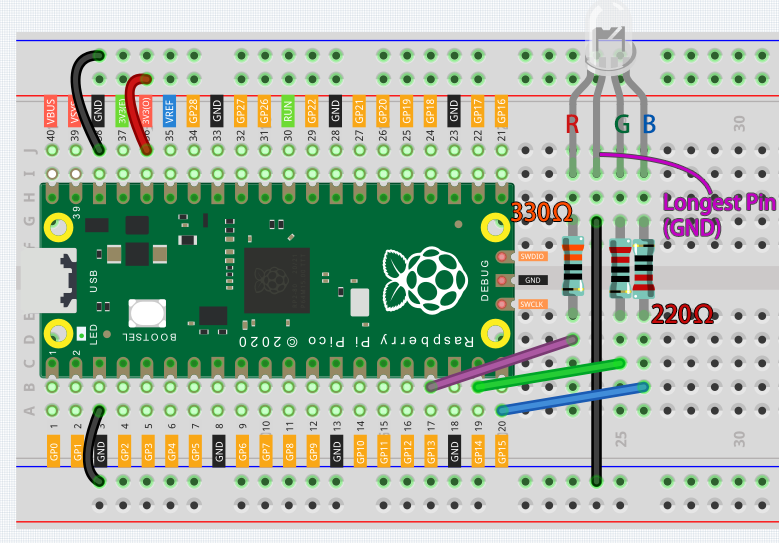 VBUS
VSYS
GND
3V3(E)
3V3(O)
VREF
GP28
GND
GP27
GP26
RUN
GP22
GND
GP21
GP20
GP19
GP18
GND
GP17
GP16
40
39
38
37
36
35
34
33
32
31
30
29
28
27
26
25
24
23
22
21
R
G
B
30
J
I
H
G
F
E
D
C
B
A
39
330Ω
Longest Pin
(GND)
SWDIO
GND
SWCLK
DEBUG
USB
LED
BOOTSEL
Raspberry Pi Pico © 2020
220Ω
1
2
1
2
3
4
5
6
7
8
9
10
11
12
13
14
15
16
17
18
19
20
25
30
GP0
GP1
GND
GP2
GP3
GP4
GP5
GND
GP6
GP7
GP8
GP9
GND
GP10
GP11
GP12
GP13
GND
GP14
GP15